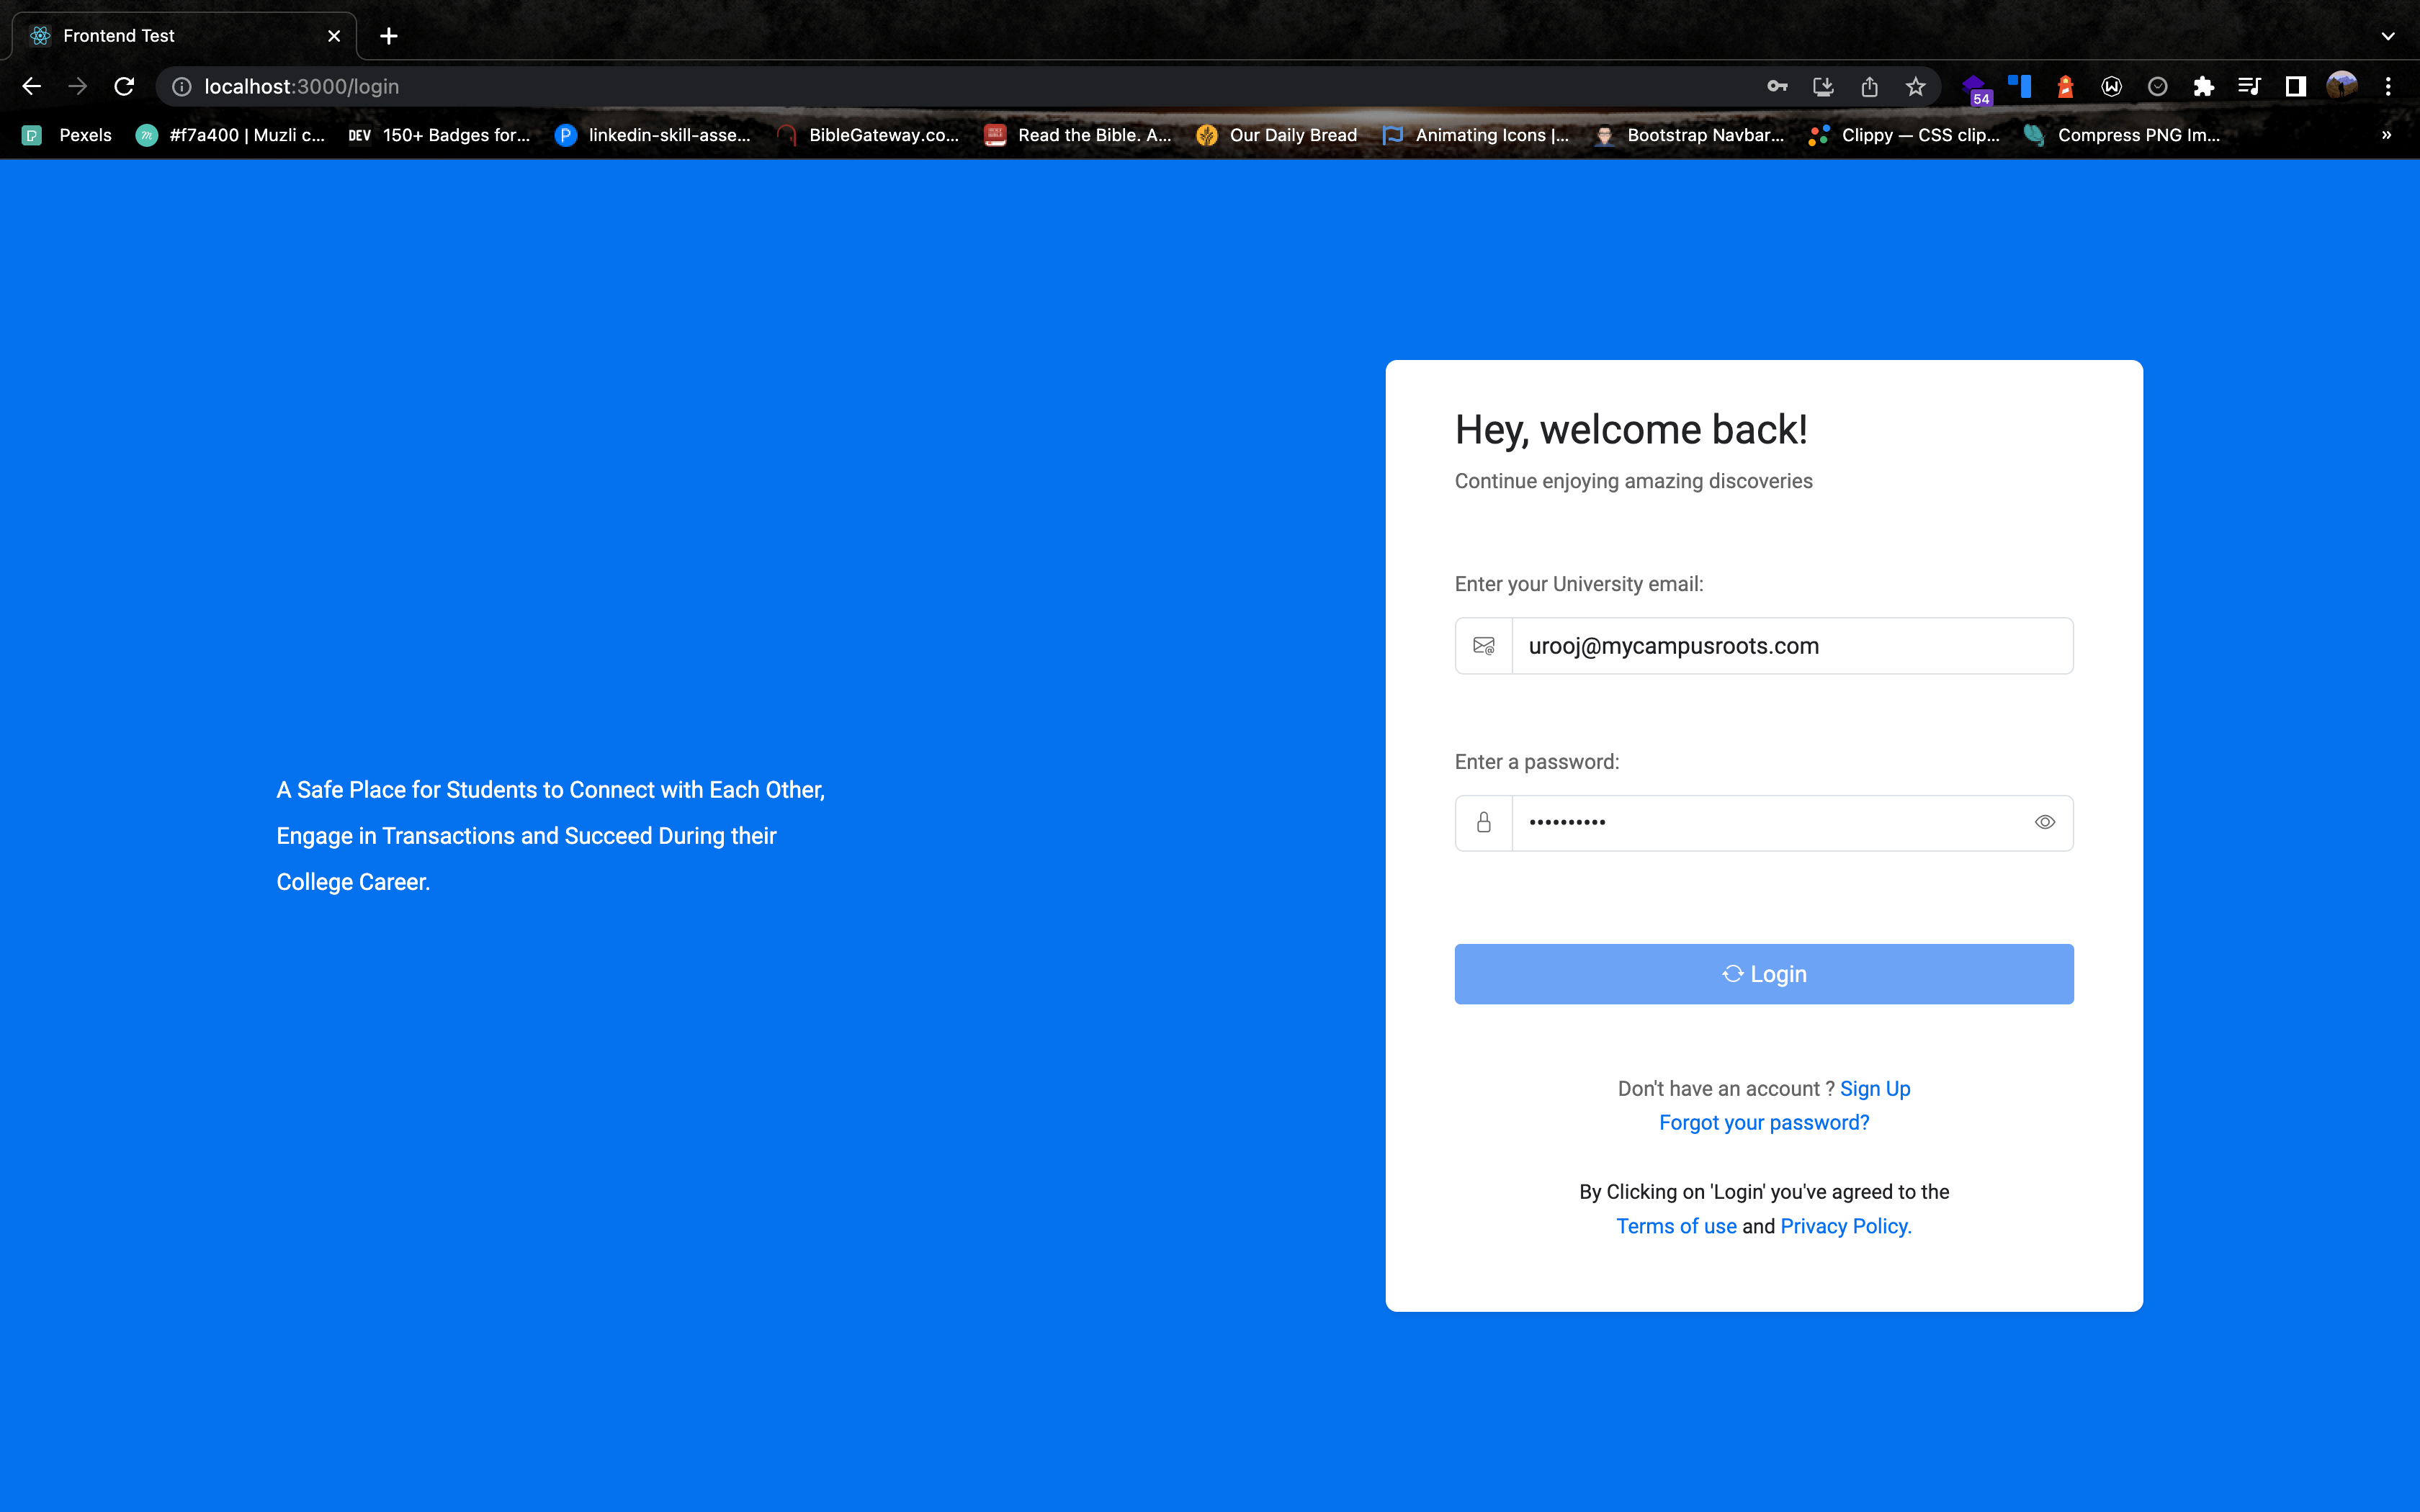 Frontend Test
localhost:3000/login
54
Pexels
#f7a400 | Muzli c...
DEV 150+ Badges for...
P linkedin-skill-asse...
BibleGateway.co...
Read the Bible. A...
Our Daily Bread
Animating Icons |...
Bootstrap Navbar...
Clippy — CSS clip...
Compress PNG Im...
»
A Safe Place for Students to Connect with Each Other,
Engage in Transactions and Succeed During their
College Career.
Hey, welcome back!
Continue enjoying amazing discoveries
Enter your University email:
urooj@mycampusroots.com
Enter a password:
••••••••••
Login
Don't have an account ? Sign Up
Forgot your password?
By Clicking on 'Login' you've agreed to the
Terms of use and Privacy Policy.